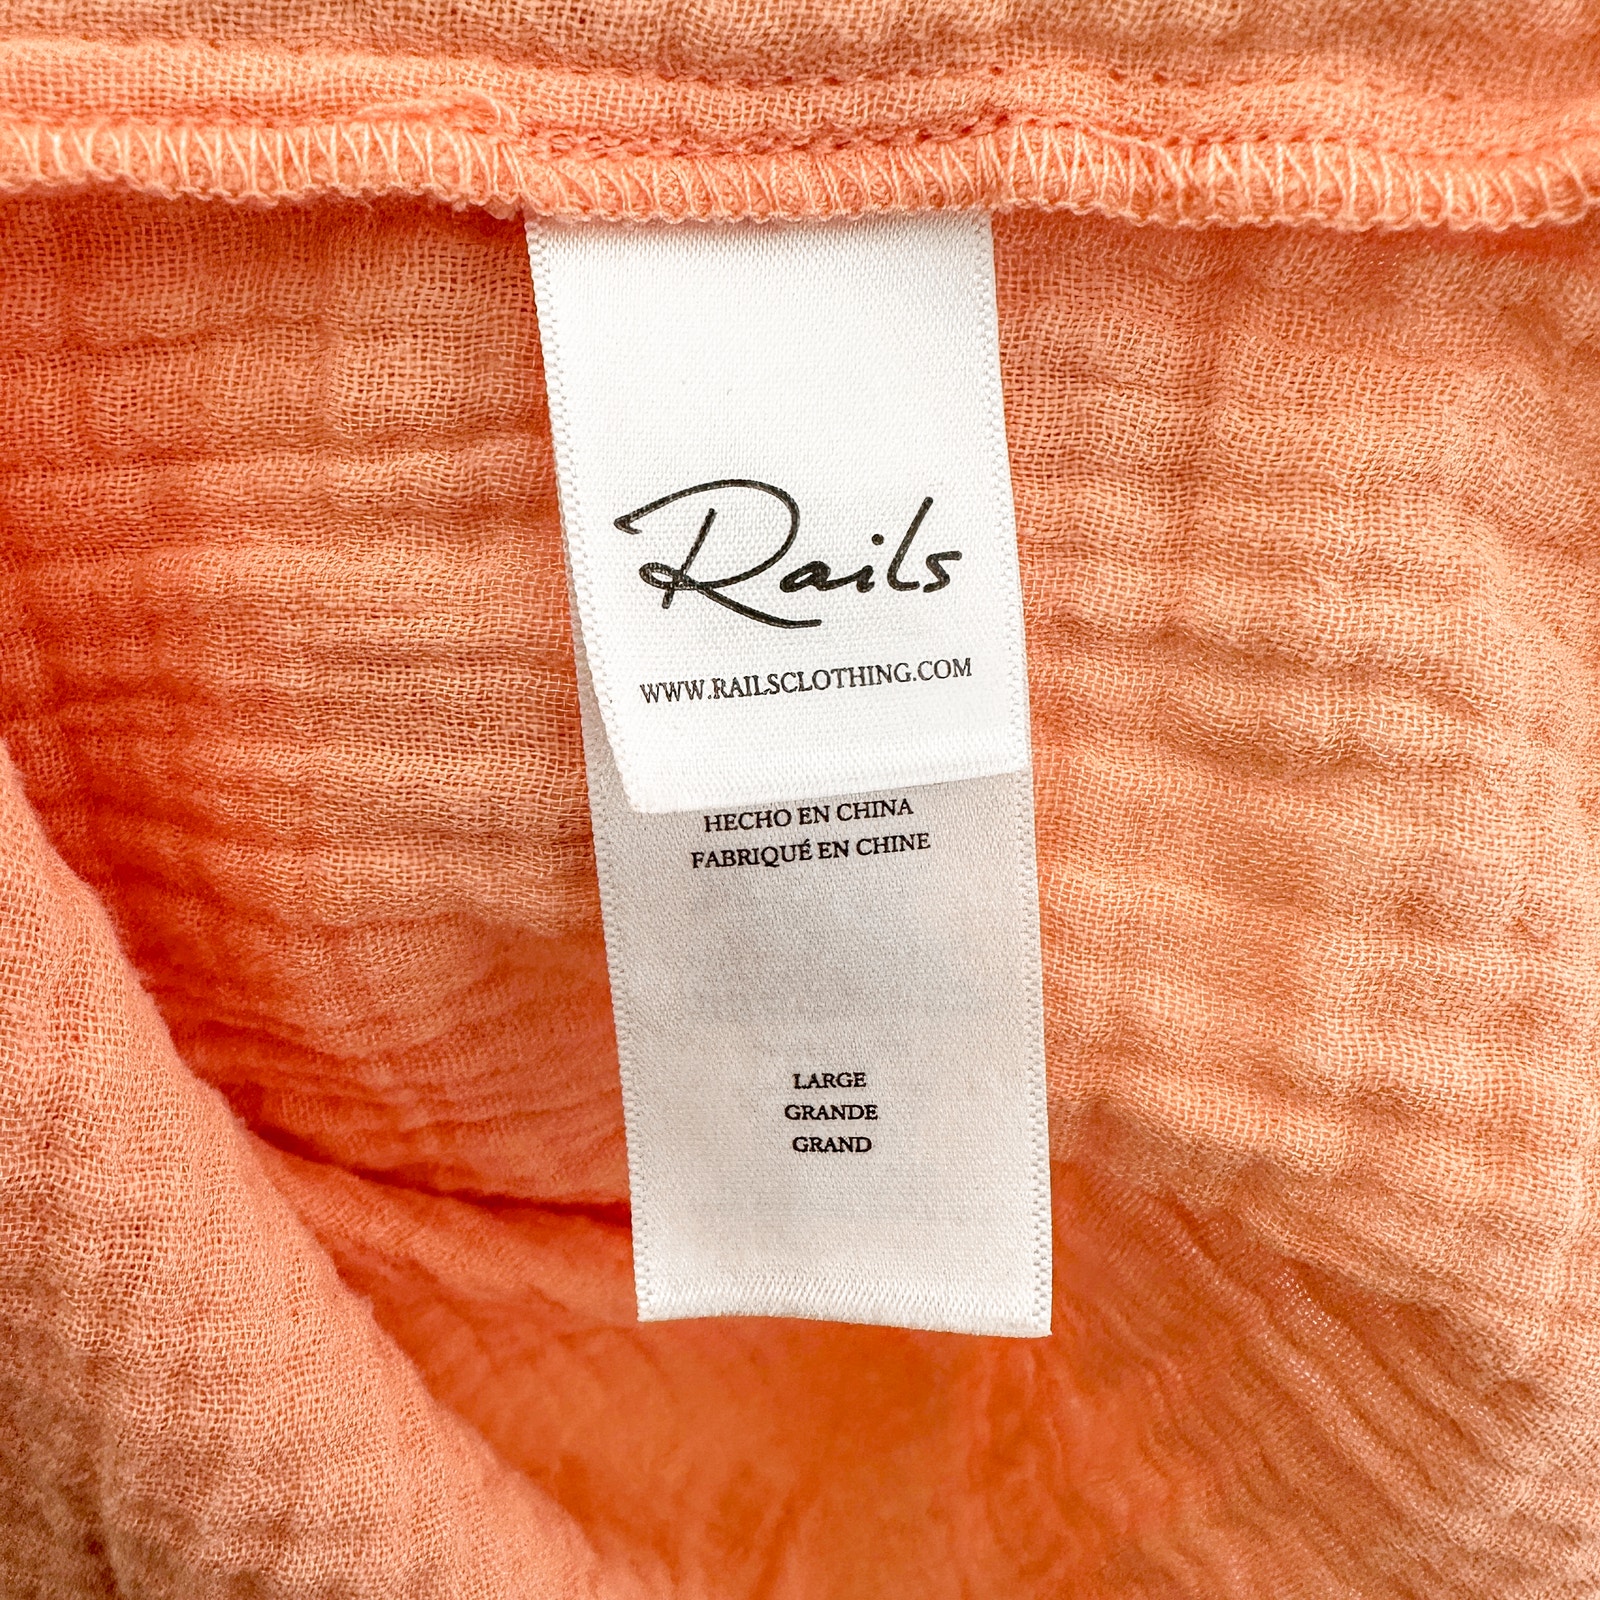 Rails
WWW.RAILSCLOTHING.COM
HECHO EN CHINA
FABRIQUÉ EN CHINE
LARGE
GRANDE
GRAND